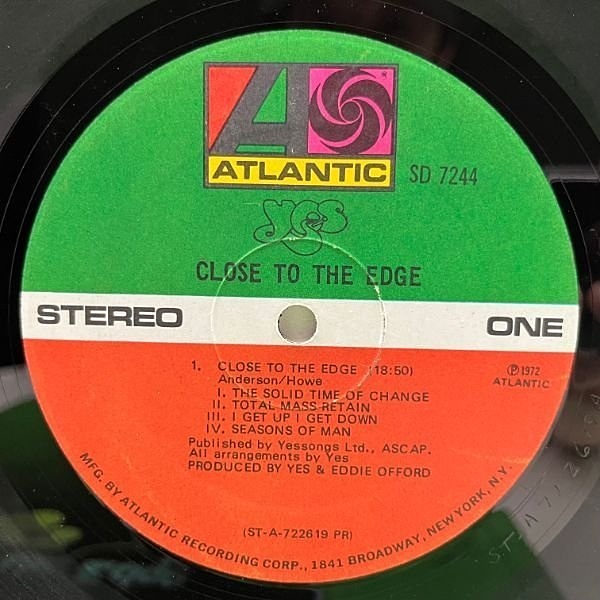 ATLANTIC
®
SD 7244
yes
CLOSE TO THE EDGE
STEREO
ONE
1. CLOSE TO THE EDGE (18:50)
Anderson/Howe
I. THE SOLID TIME OF CHANGE
II. TOTAL MASS RETAIN
III. I GET UP I GET DOWN
IV. SEASONS OF MAN
Published by Yessongs Ltd., ASCAP.
All arrangements by Yes
PRODUCED BY YES & EDDIE OFFORD
℗1972
ATLANTIC
(ST-A-722619 PR)
MFG. BY ATLANTIC RECORDING CORP., 1841 BROADWAY, NEW YORK, N.Y.